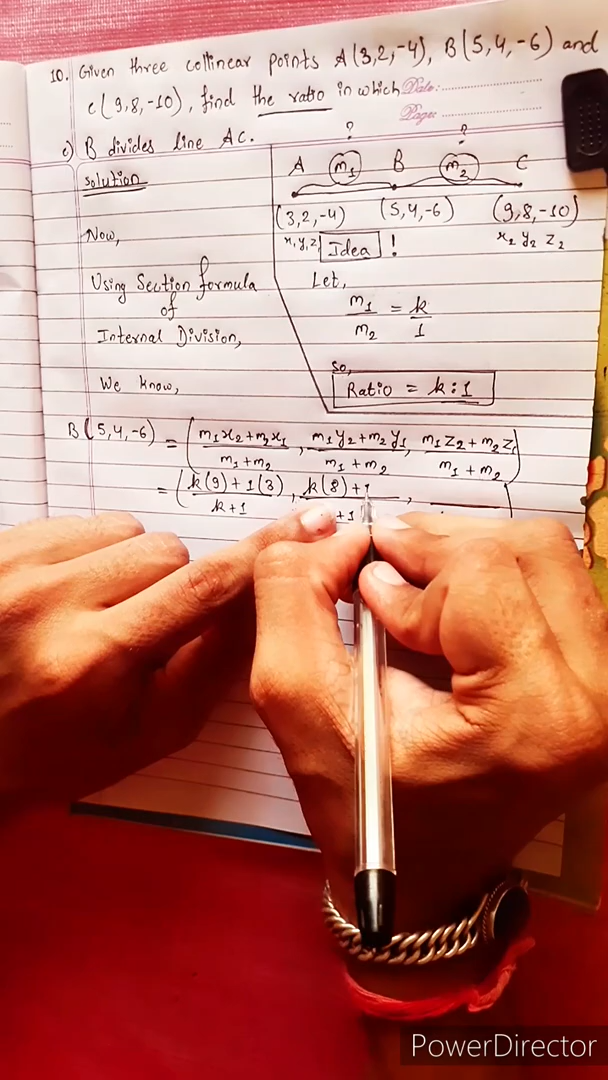 10. Given three collinear points A(3,2,-4), B(5,4,-6) and
C(9,8,-10), find the ratio in which
Date:
Page:
c) B divides line AC.
solution
? ?
A m₁ B m₂ C
(3,2,-4) (5,4,-6) (9,8,-10)
x₁ y₁ z₁ x₂ y₂ z₂
Idea !
Let,
m₁/m₂ = k/1
so,
Ratio = k:1
Now,
Using Section formula
of
Internal Division,
We know,
B(5,4,-6) = ((m₁x₂+m₂x₁)/(m₁+m₂), (m₁y₂+m₂y₁)/(m₁+m₂), (m₁z₂+m₂z₁)/(m₁+m₂))
= ((k(9)+1(3))/(k+1), (k(8)+1)/(+1),
PowerDirector